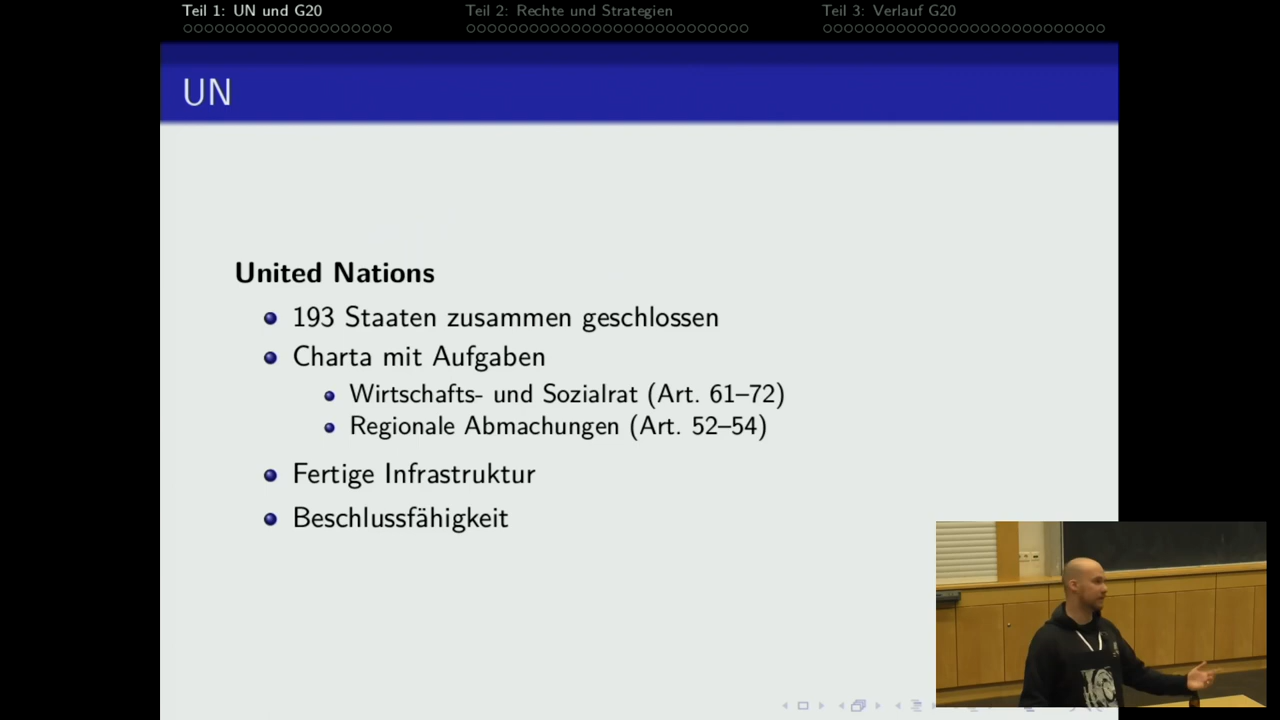 Teil 1: UN und G20
Teil 2: Rechte und Strategien
Teil 3: Verlauf G20
UN
United Nations
193 Staaten zusammen geschlossen
Charta mit Aufgaben
Wirtschafts- und Sozialrat (Art. 61–72)
Regionale Abmachungen (Art. 52–54)
Fertige Infrastruktur
Beschlussfähigkeit